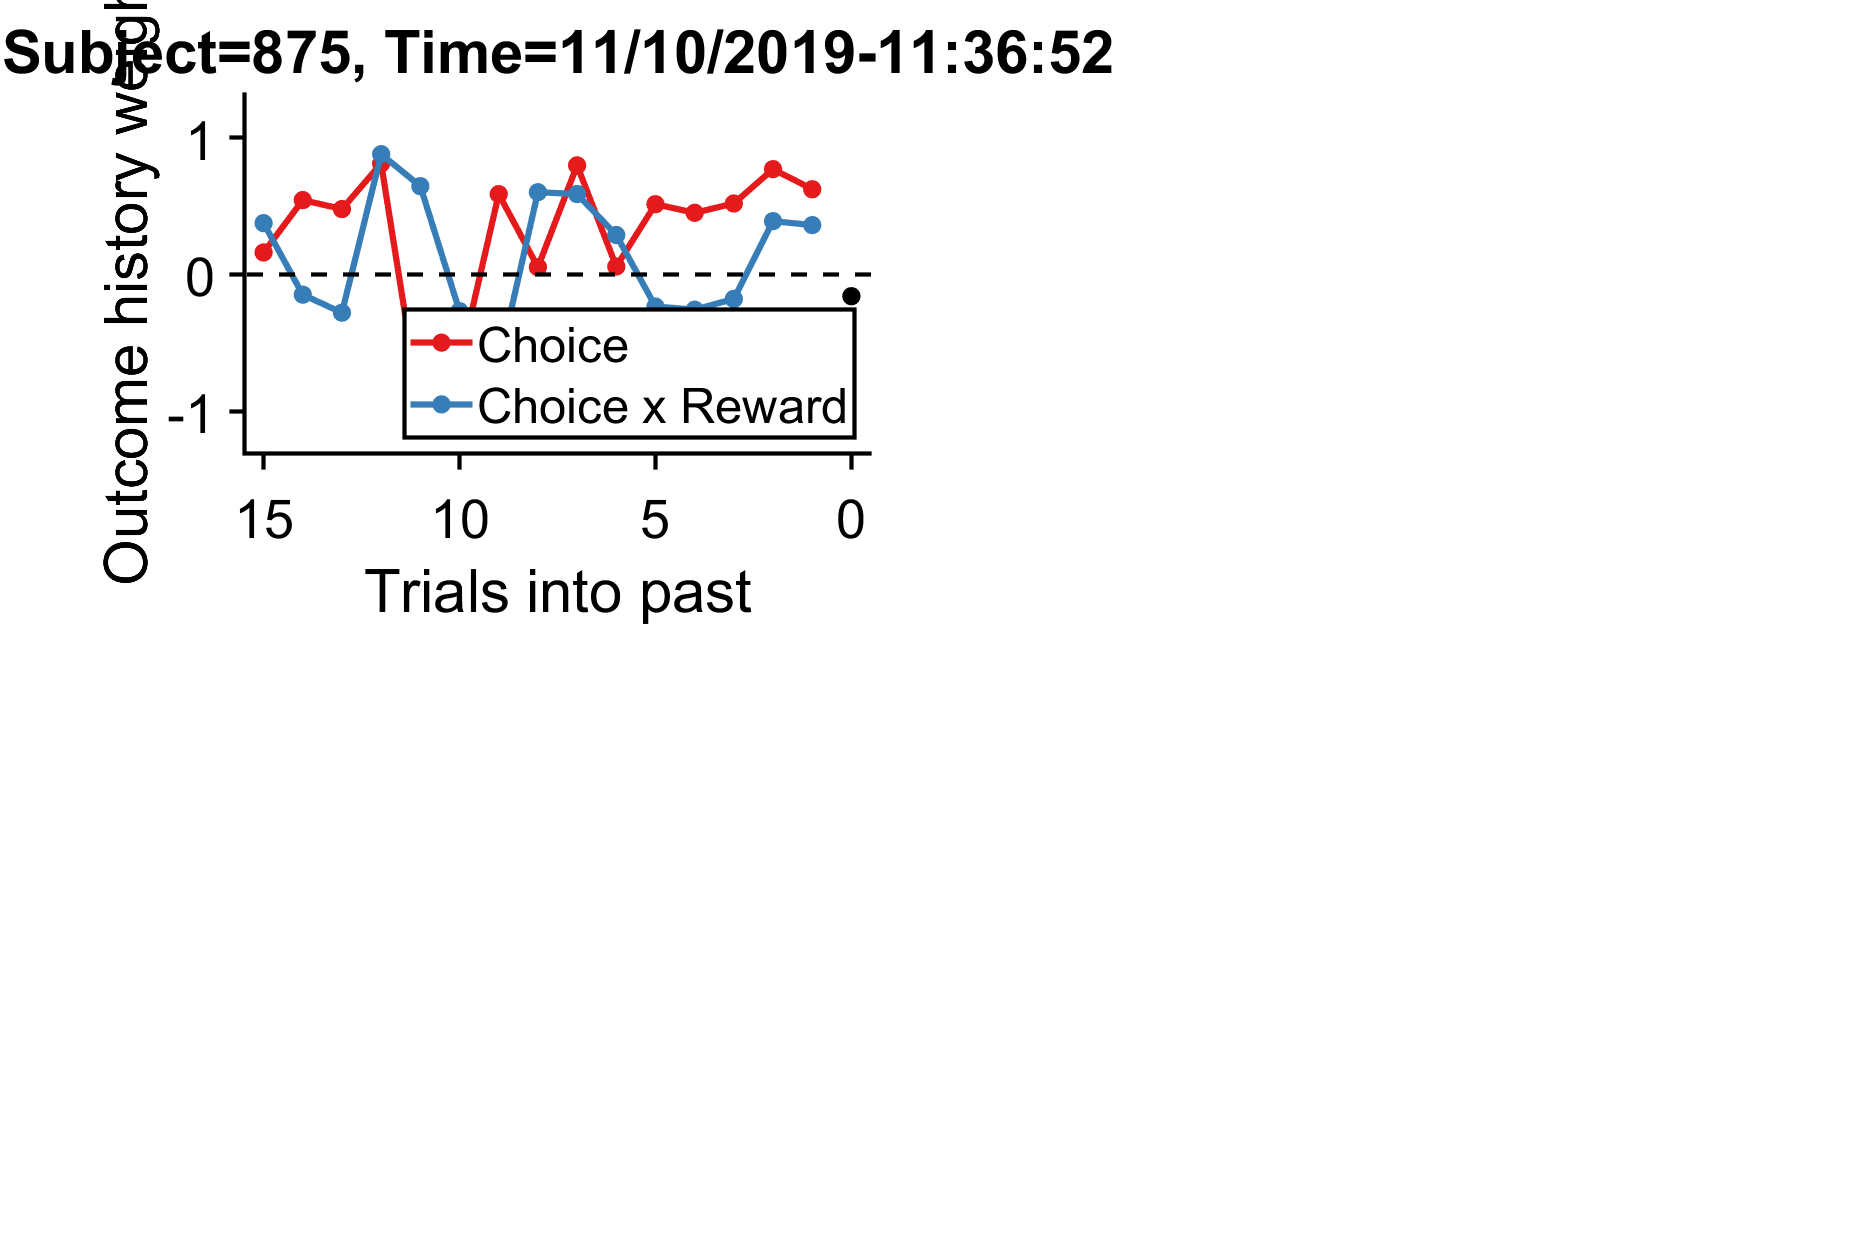 Subject=875, Time=11/10/2019-11:36:52
Outcome history
1
0
-1
Choice
Choice x Reward
15 10 5 0
Trials into past